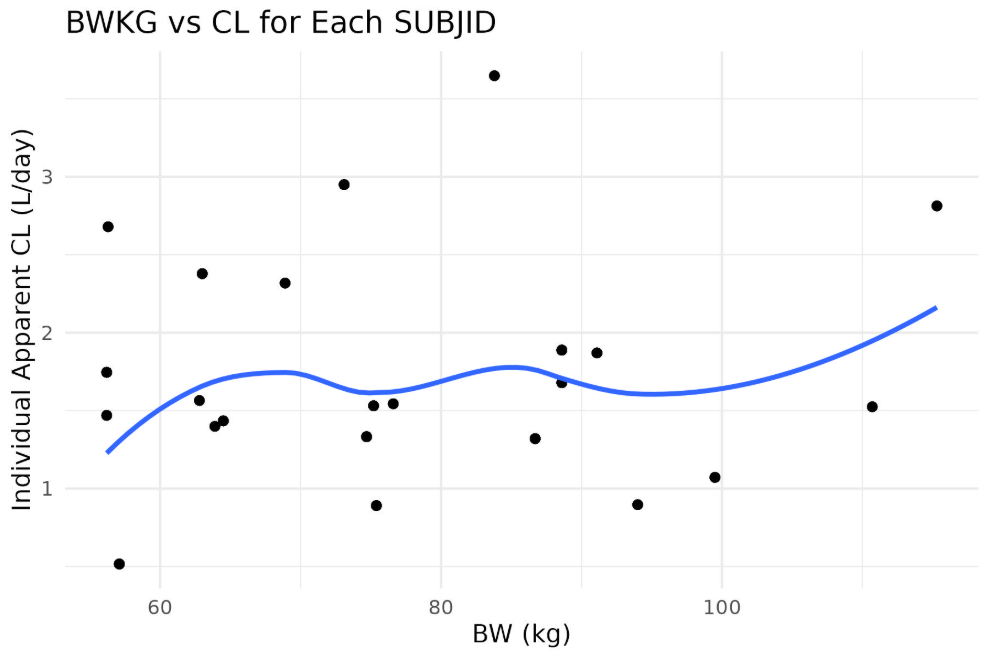 BWKG vs CL for Each SUBJID
Individual Apparent CL (L/day)
3
2
1
60 80 100
BW (kg)